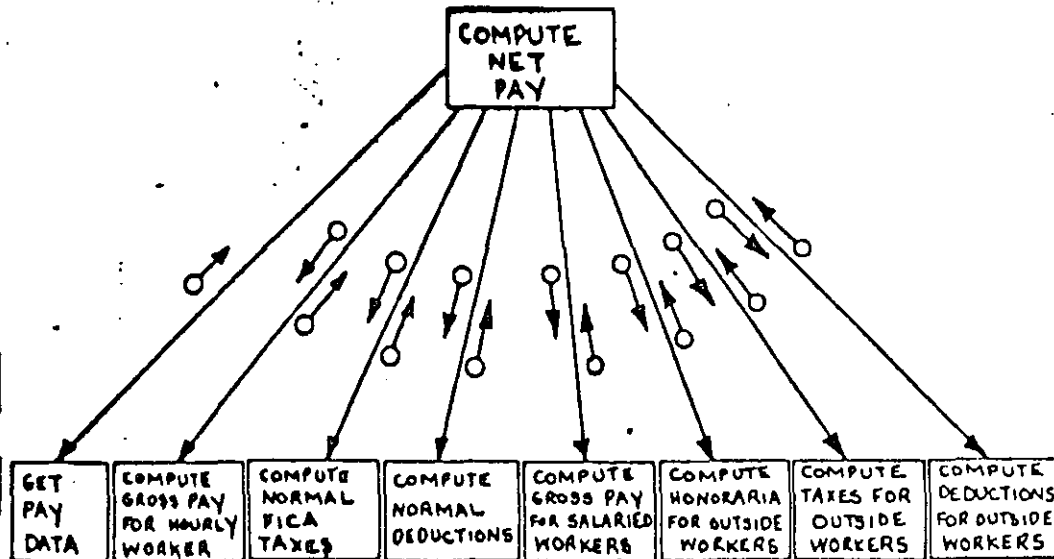 COMPUTE
NET
PAY
GET
PAY
DATA
COMPUTE
GROSS PAY
FOR HOURLY
WORKER
COMPUTE
NORMAL
FICA
TAXES
COMPUTE
NORMAL
DEDUCTIONS
COMPUTE
GROSS PAY
FOR SALARIED
WORKERS
COMPUTE
HONORARIA
FOR OUTSIDE
WORKERS
COMPUTE
TAXES FOR
OUTSIDE
WORKERS
COMPUTE
DEDUCTIONS
FOR OUTSIDE
WORKERS